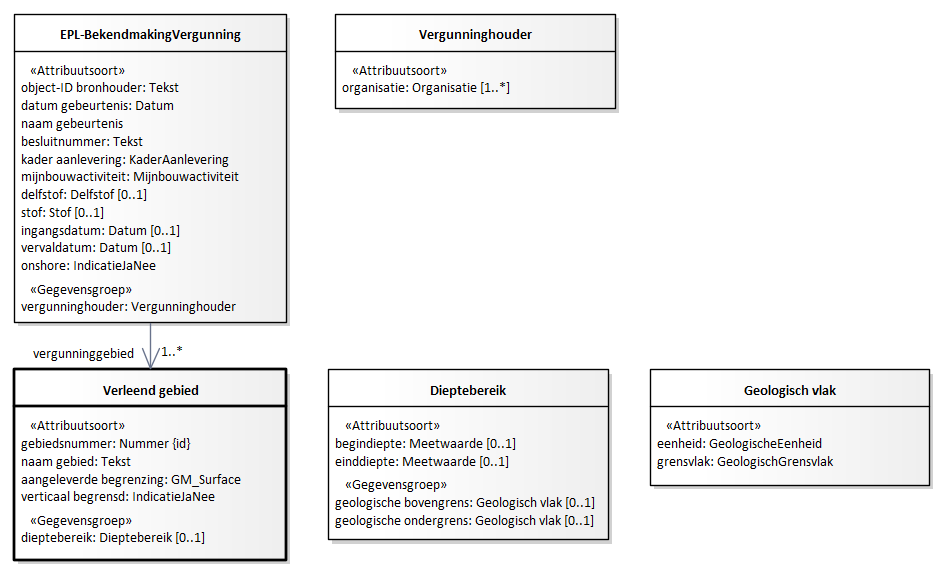 EPL-BekendmakingVergunning
«Attribuutsoort»
object-ID bronhouder: Tekst
datum gebeurtenis: Datum
naam gebeurtenis
besluitnummer: Tekst
kader aanlevering: KaderAanlevering
mijnbouwactiviteit: Mijnbouwactiviteit
delfstof: Delfstof [0..1]
stof: Stof [0..1]
ingangsdatum: Datum [0..1]
vervaldatum: Datum [0..1]
onshore: IndicatieJaNee
«Gegevensgroep»
vergunninghouder: Vergunninghouder
Vergunninghouder
«Attribuutsoort»
organisatie: Organisatie [1..*]
vergunninggebied
1..*
Verleend gebied
«Attribuutsoort»
gebiedsnummer: Nummer {id}
naam gebied: Tekst
aangeleverde begrenzing: GM_Surface
verticaal begrensd: IndicatieJaNee
«Gegevensgroep»
dieptebereik: Dieptebereik [0..1]
Dieptebereik
«Attribuutsoort»
begindiepte: Meetwaarde [0..1]
einddiepte: Meetwaarde [0..1]
«Gegevensgroep»
geologische bovengrens: Geologisch vlak [0..1]
geologische ondergrens: Geologisch vlak [0..1]
Geologisch vlak
«Attribuutsoort»
eenheid: GeologischeEenheid
grensvlak: GeologischGrensvlak